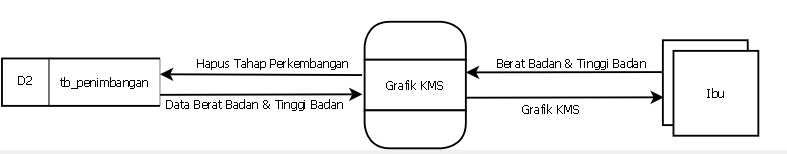 Hapus Tahap Perkembangan
Berat Badan & Tinggi Badan
D2
tb_penimbangan
Grafik KMS
Ibu
Data Berat Badan & Tinggi Badan
Grafik KMS